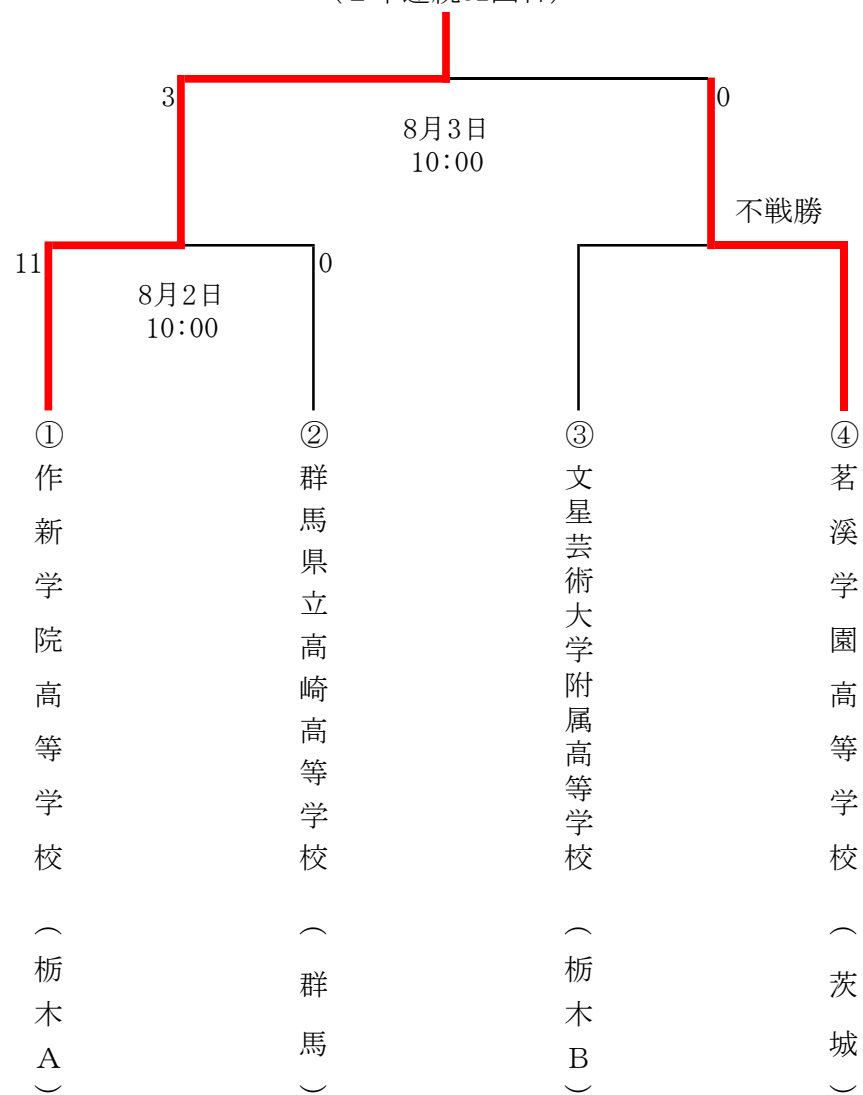 3
0
8月3日
10:00
不戦勝
11
0
8月2日
10:00
①
作新学院高等学校（栃木A）
②
群馬県立高崎高等学校（群馬）
③
文星芸術大学附属高等学校（栃木B）
④
茗溪学園高等学校（茨城）